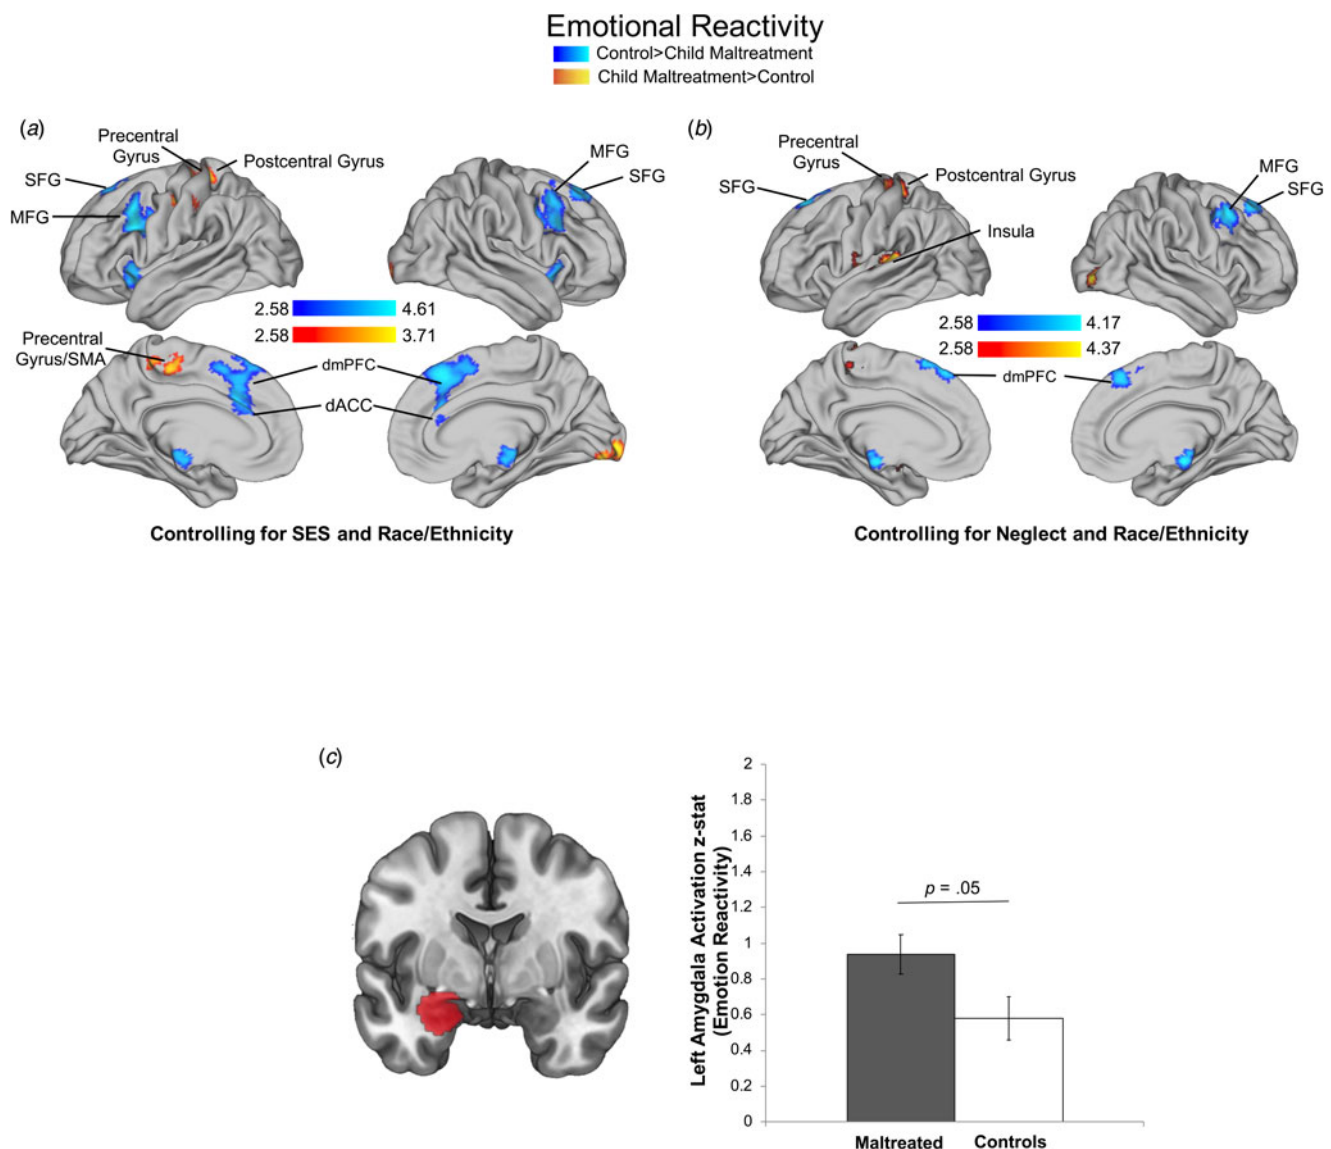 Emotional Reactivity
Control>Child Maltreatment
Child Maltreatment>Control
(a)
Precentral
Gyrus
Postcentral Gyrus
SFG
MFG
MFG
SFG
2.58
4.61
2.58
3.71
Precentral
Gyrus/SMA
dmPFC
dACC
Controlling for SES and Race/Ethnicity
(b)
Precentral
Gyrus
Postcentral Gyrus
SFG
Insula
MFG
SFG
2.58
4.17
2.58
4.37
dmPFC
Controlling for Neglect and Race/Ethnicity
(c)
Left Amygdala Activation z-stat
(Emotion Reactivity)
2
1.8
1.6
1.4
1.2
1
0.8
0.6
0.4
0.2
0
p = .05
Maltreated
Controls